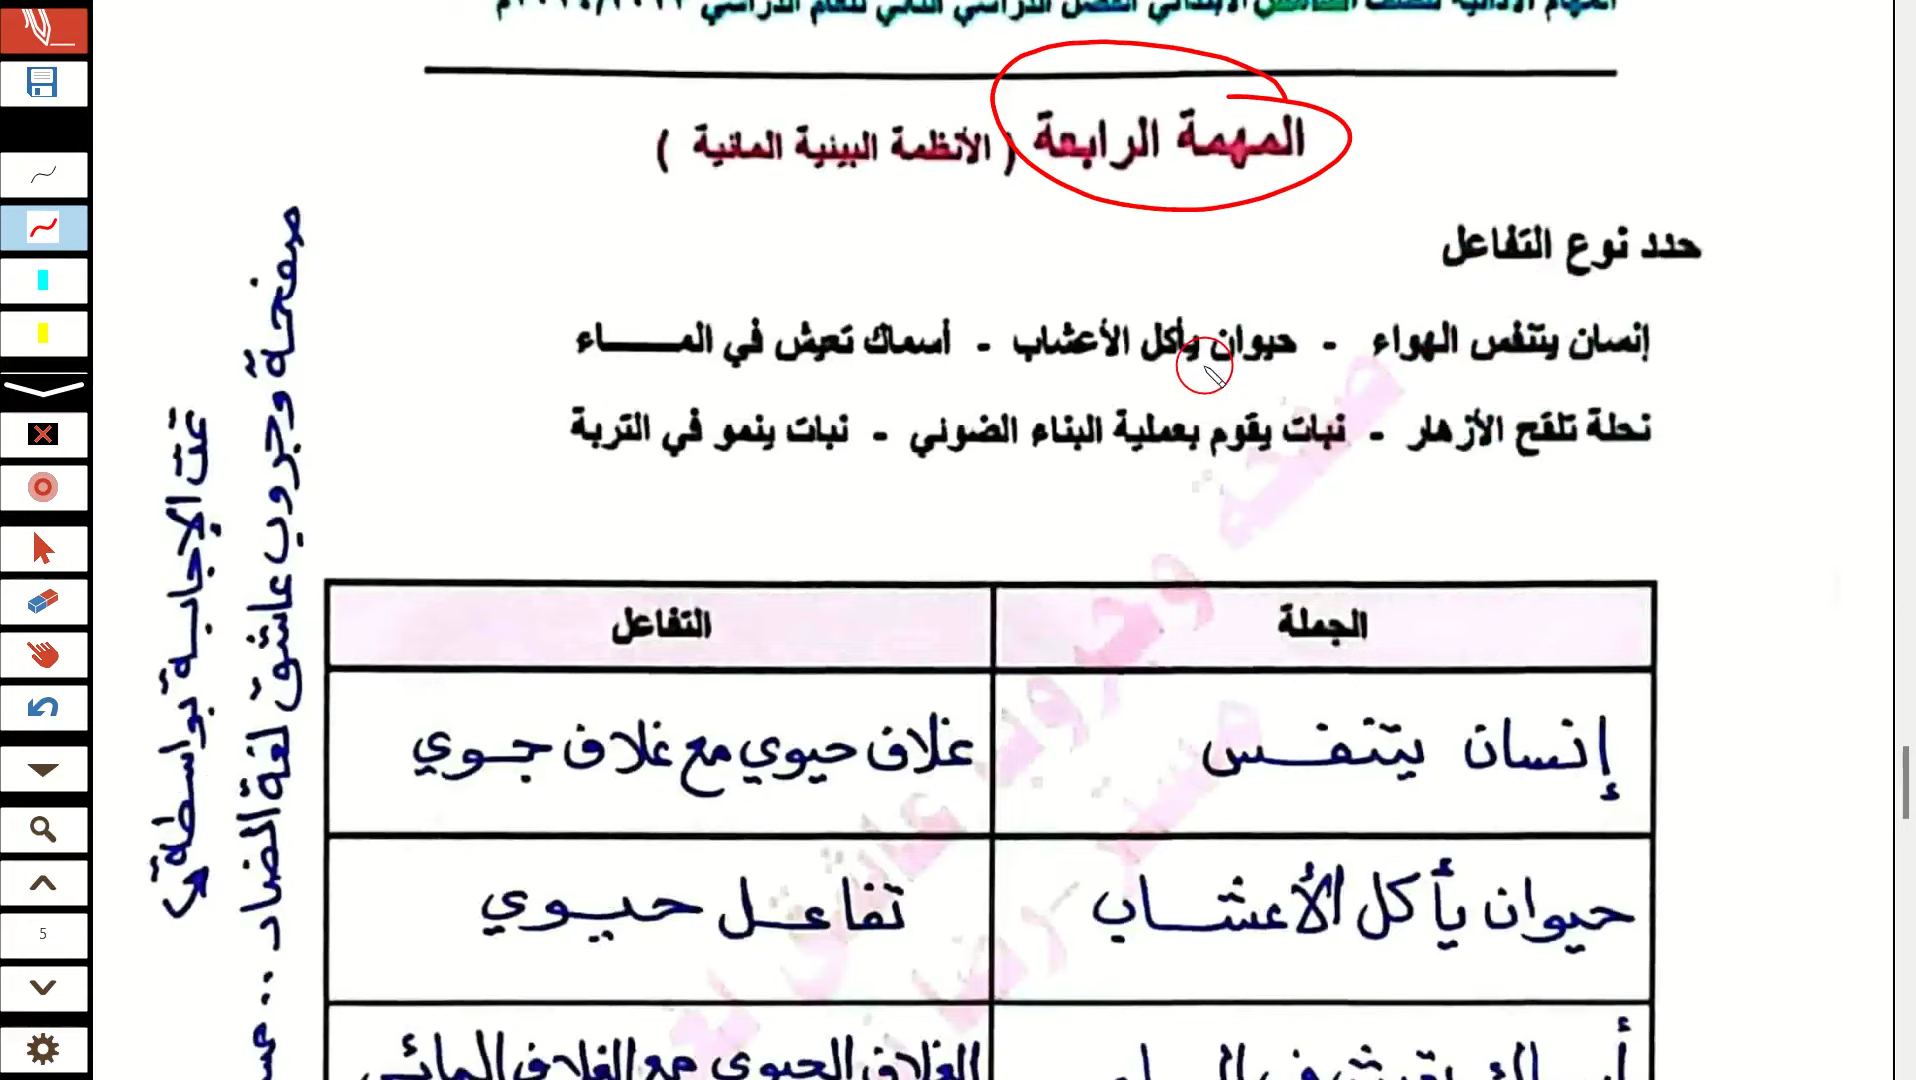 المهمة الرابعة ( الأنظمة البيئية المائية )
حدد نوع التفاعل
إنسان يتنفس الهواء - حيوان يأكل الأعشاب - أسماك تعيش في المـــــاء
نحلة تلقح الأزهار - نبات يقوم بعملية البناء الضوئي - نبات ينمو في التربة
الجملة التفاعل
إنسان يتنفس غلاف حيوي مع غلاف جوي
حيوان يأكل الأعشاب تفاعل حيوي
الغلاف الحيوي مع الغلاف المائي
صفحة وجروب عاشق لغة الضاد ..
تمت الإجابة بواسطة
5